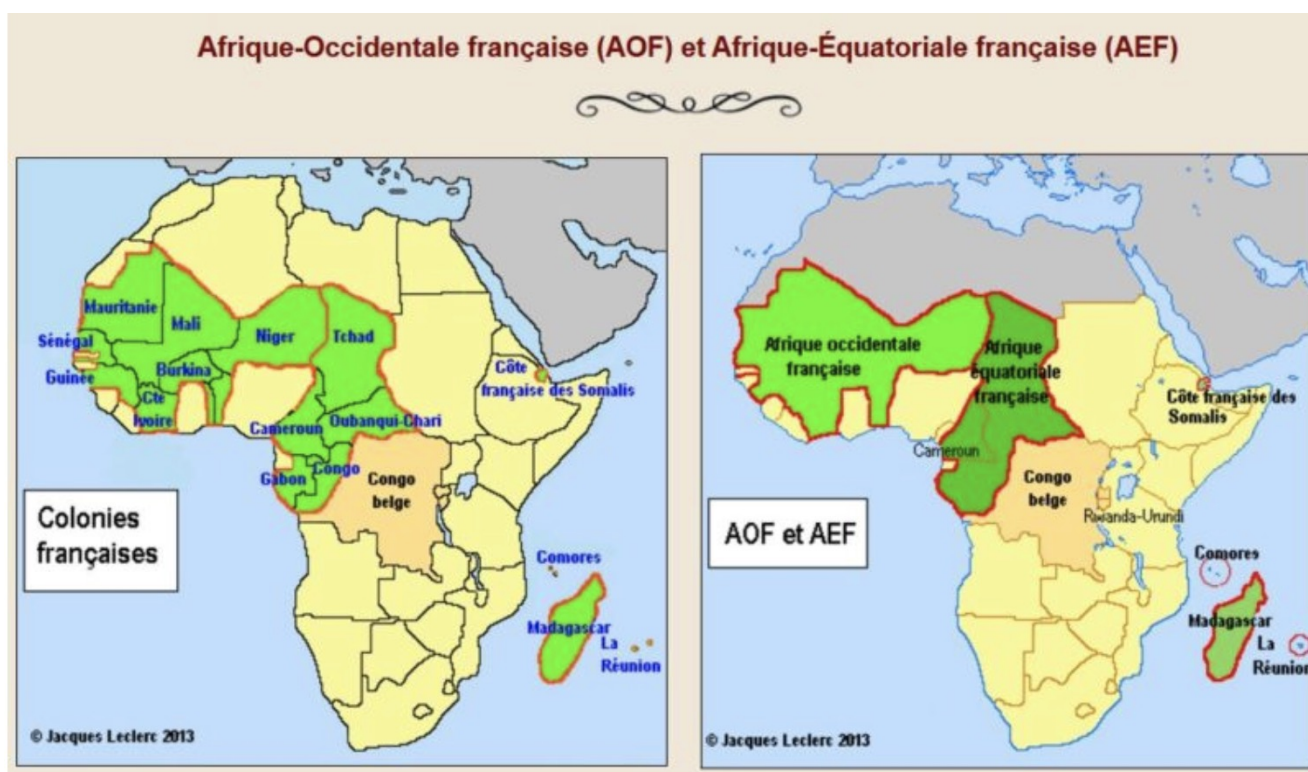 Afrique-Occidentale française (AOF) et Afrique-Équatoriale française (AEF)
Mauritanie
Mali
Niger
Tchad
Sénégal
Guinée
Burkina
Cte
Ivoire
Côte
française des Somalis
Cameroun
Oubanqui-Chari
Gabon
Congo
Congo
belge
Colonies
françaises
Comores
Madagascar
La
Réunion
© Jacques Leclerc 2013
Afrique occidentale
française
Afrique
équatoriale
française
Côte française des
Somalis
Cameroun
Congo
belge
Rwanda-Urundi
AOF et AEF
Comores
Madagascar
La
Réunion
© Jacques Leclerc 2013